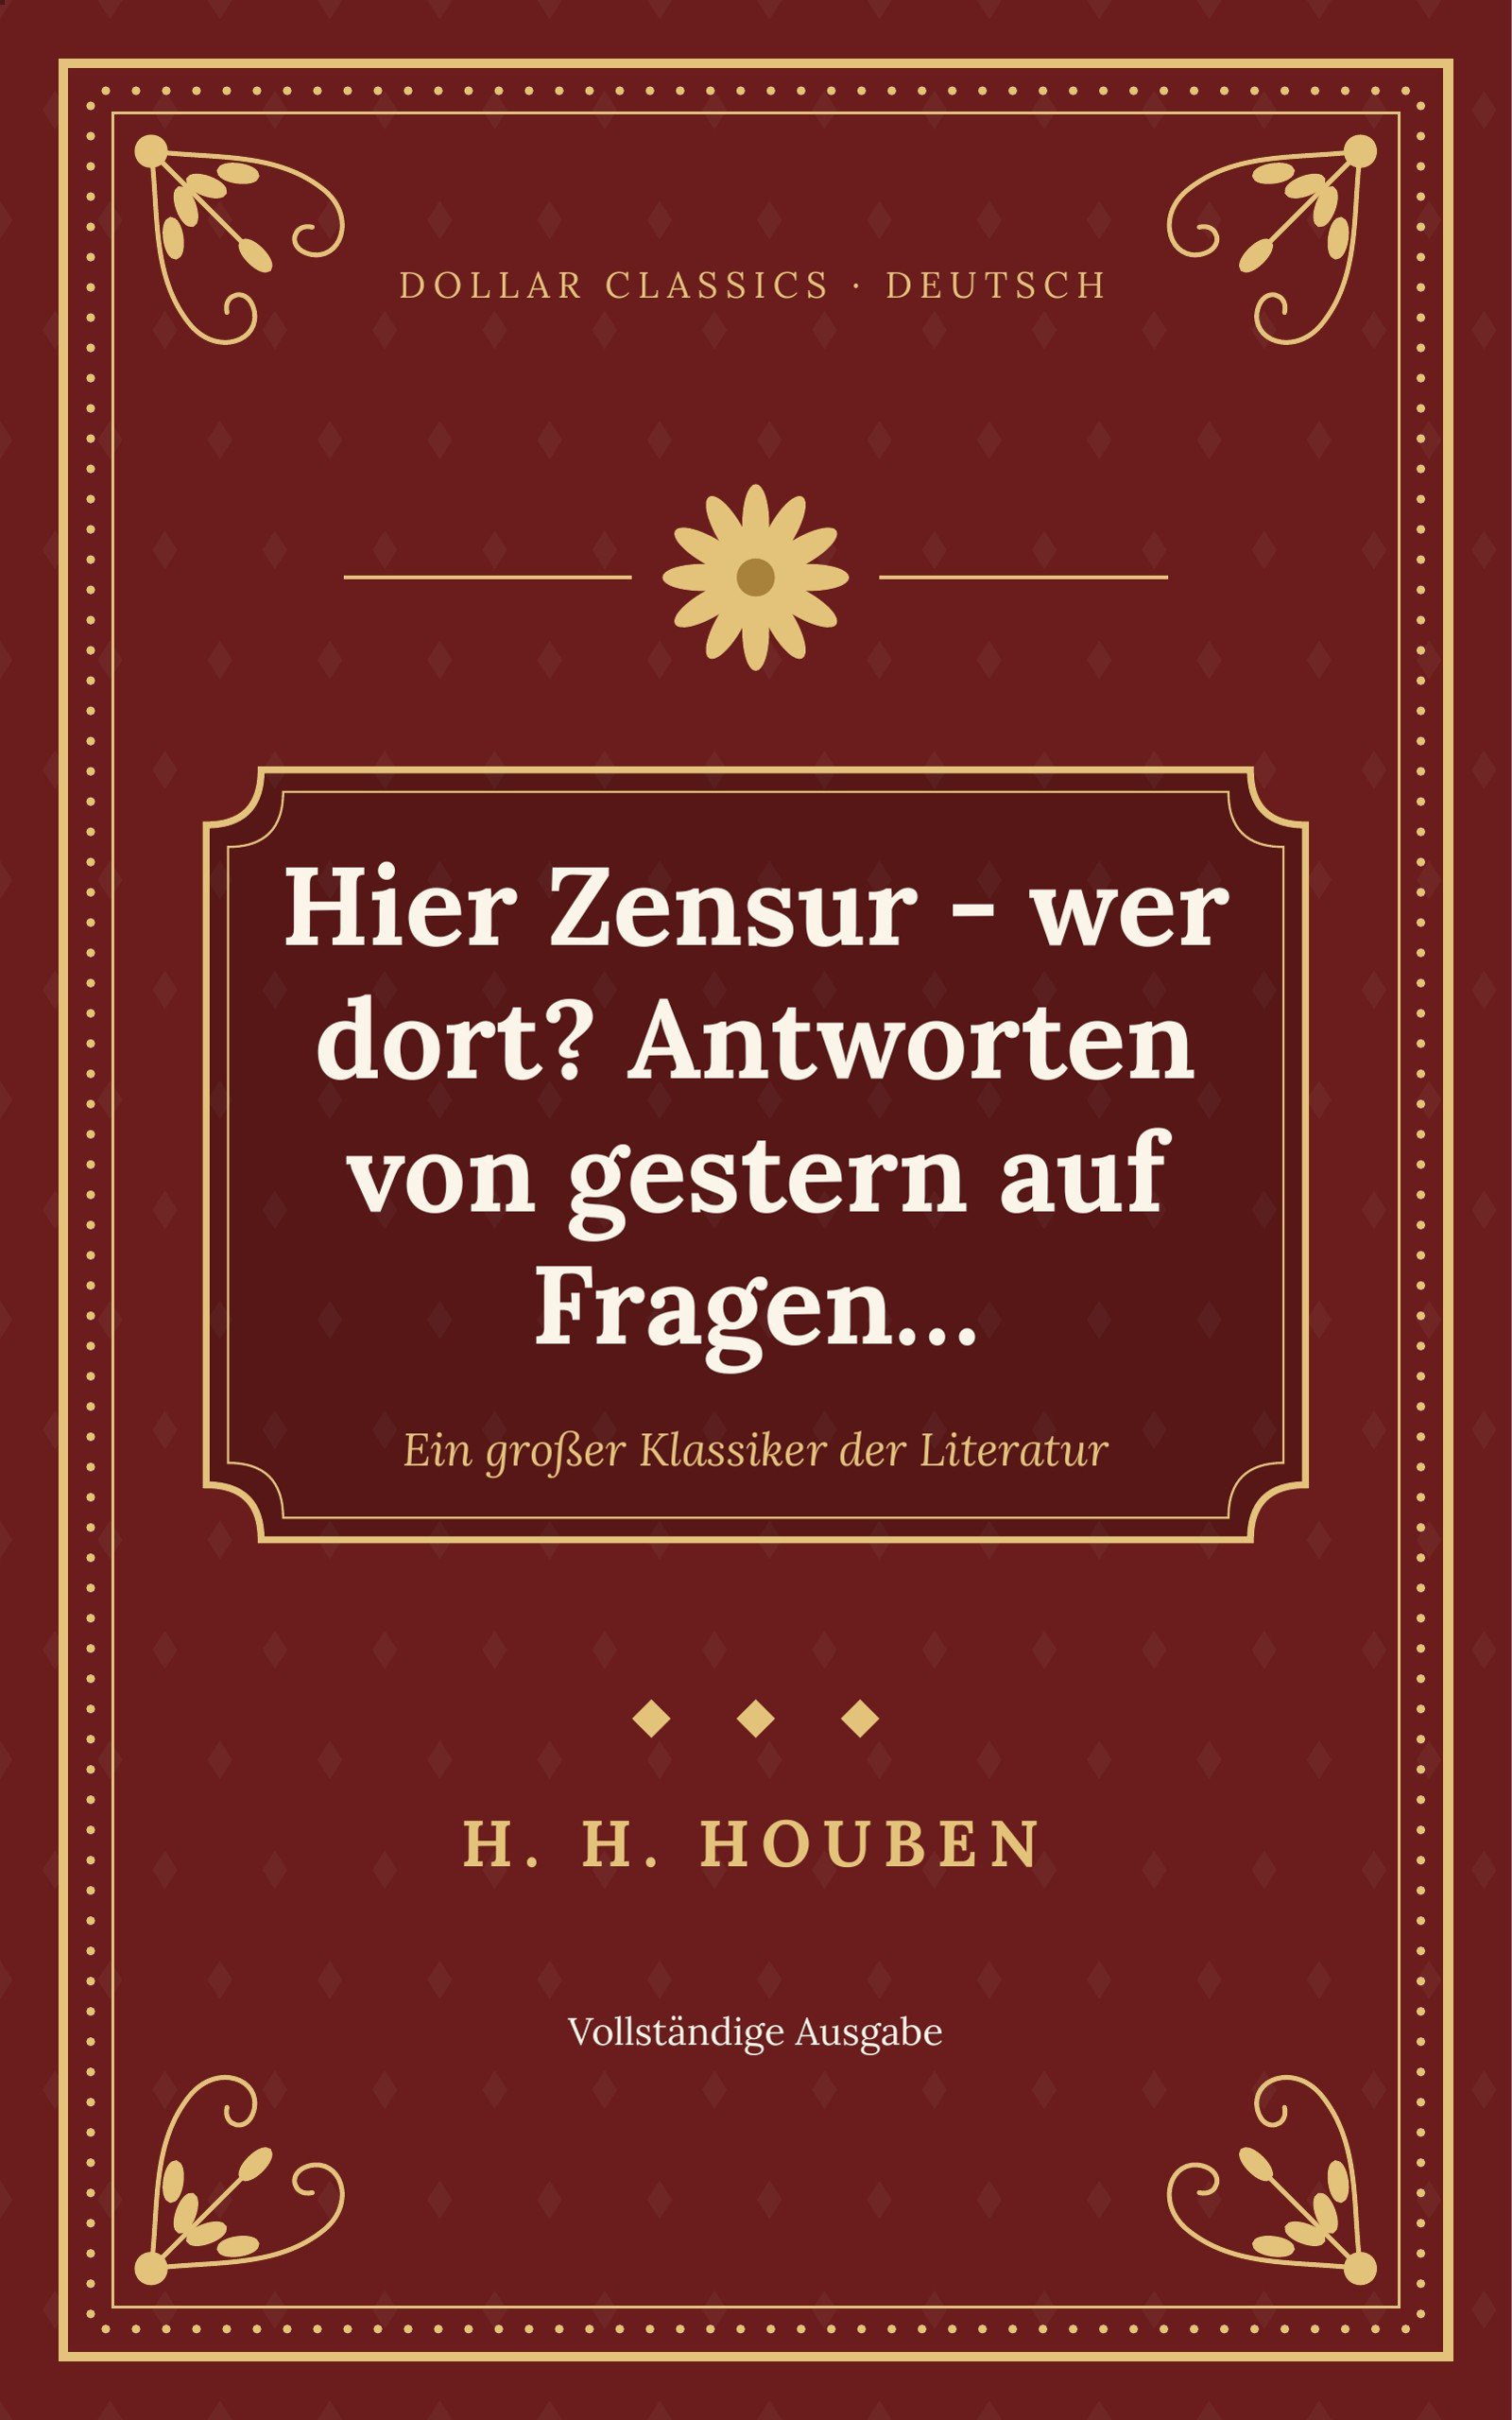 DOLLAR CLASSICS · DEUTSCH
Hier Zensur - wer
dort? Antworten
von gestern auf
Fragen...
Ein großer Klassiker der Literatur
H. H. HOUBEN
Vollständige Ausgabe